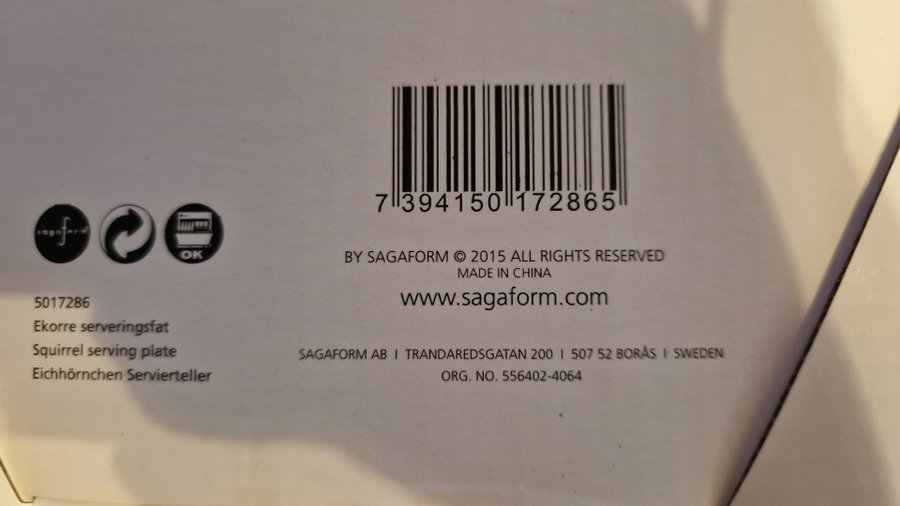 7 394150 172865
sagaform
OK
BY SAGAFORM © 2015 ALL RIGHTS RESERVED
MADE IN CHINA
www.sagaform.com
5017286
Ekorre serveringsfat
Squirrel serving plate
Eichhörnchen Servierteller
SAGAFORM AB I TRANDAREDSGATAN 200 I 507 52 BORÅS I SWEDEN
ORG. NO. 556402-4064